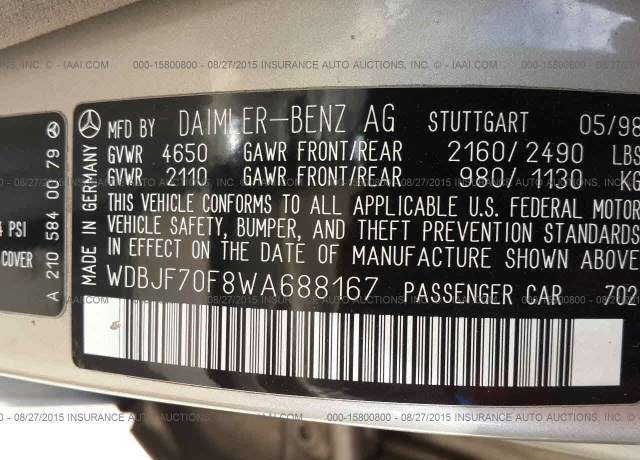 000-15800800 - 08/27/2015 INSURANCE AUTO AUCTIONS, INC. © - IAAI.COM
MFD BY DAIMLER-BENZ AG STUTTGART 05/98
GVWR 4650 GAWR FRONT/REAR 2160/2490 LBS
GVWR 2110 GAWR FRONT/REAR 980/1130 KG
THIS VEHICLE CONFORMS TO ALL APPLICABLE U.S. FEDERAL MOTOR
VEHICLE SAFETY, BUMPER, AND THEFT PREVENTION STANDARDS
IN EFFECT ON THE DATE OF MANUFACTURE SHOWN ABOVE
WDBJF70F8WA688167 PASSENGER CAR 702
MADE IN GERMANY
A 210 584 00 79
PSI
COVER
000-15800800 - 08/27/2015 INSURANCE AUTO AUCTIONS, INC. © - IAAI.COM